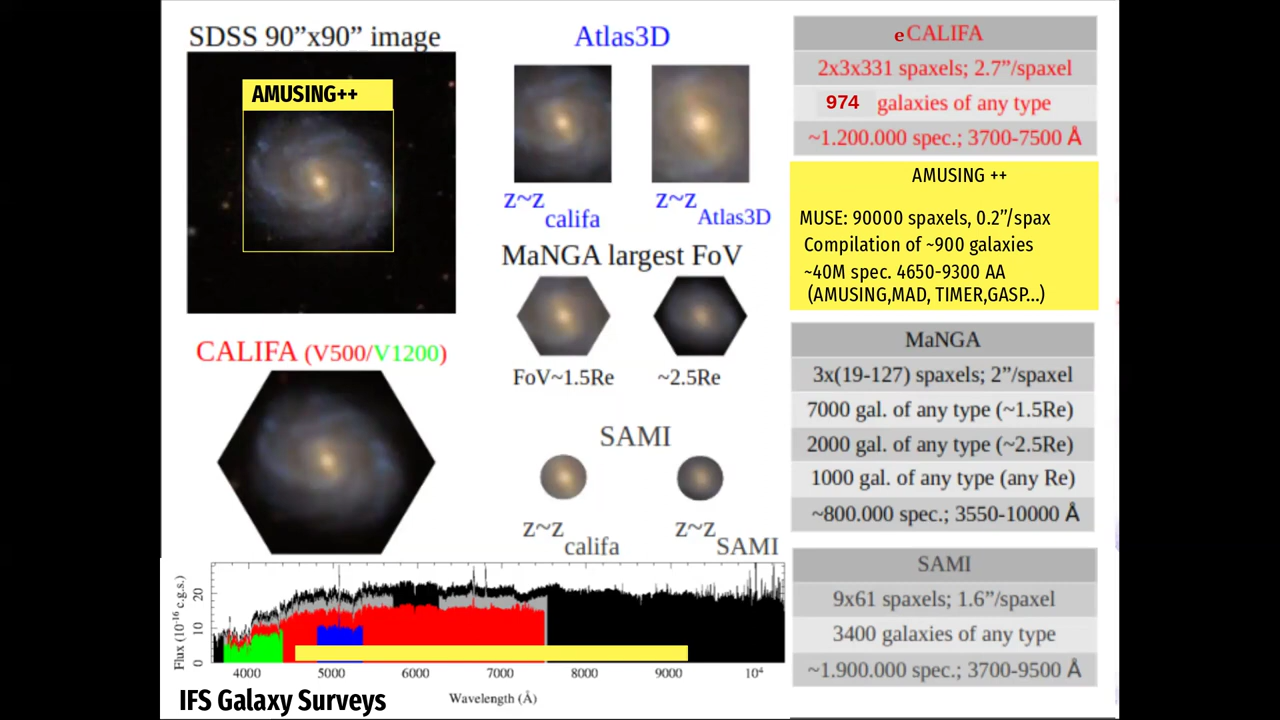 SDSS 90”x90” image
AMUSING++
CALIFA (V500/V1200)
Atlas3D
z~z califa
z~z Atlas3D
MaNGA largest FoV
FoV~1.5Re
~2.5Re
SAMI
z~z califa
z~z SAMI
Flux (10⁻¹⁶ c.g.s.)
20
10
0
4000 5000 6000 7000 8000 9000 10⁴
Wavelength (Å)
IFS Galaxy Surveys
eCALIFA
2x3x331 spaxels; 2.7”/spaxel
974 galaxies of any type
~1.200.000 spec.; 3700-7500 Å
AMUSING ++
MUSE: 90000 spaxels, 0.2”/spax
Compilation of ~900 galaxies
~40M spec. 4650-9300 AA
(AMUSING,MAD, TIMER,GASP...)
MaNGA
3x(19-127) spaxels; 2”/spaxel
7000 gal. of any type (~1.5Re)
2000 gal. of any type (~2.5Re)
1000 gal. of any type (any Re)
~800.000 spec.; 3550-10000 Å
SAMI
9x61 spaxels; 1.6”/spaxel
3400 galaxies of any type
~1.900.000 spec.; 3700-9500 Å